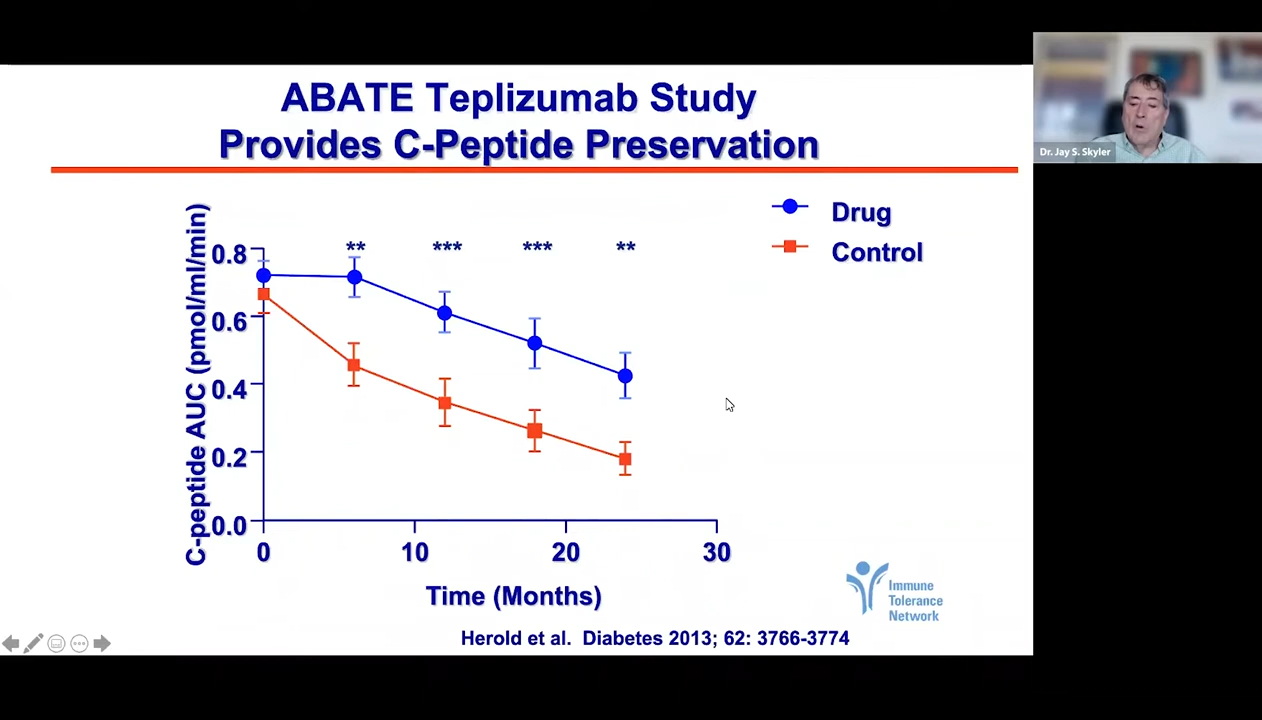 ABATE Teplizumab Study
Provides C-Peptide Preservation
Dr. Jay S. Skyler
Drug
Control
C-peptide AUC (pmol/ml/min)
0.8
0.6
0.4
0.2
0.0
** *** *** **
0 10 20 30
Time (Months)
Immune
Tolerance
Network
Herold et al. Diabetes 2013; 62: 3766-3774